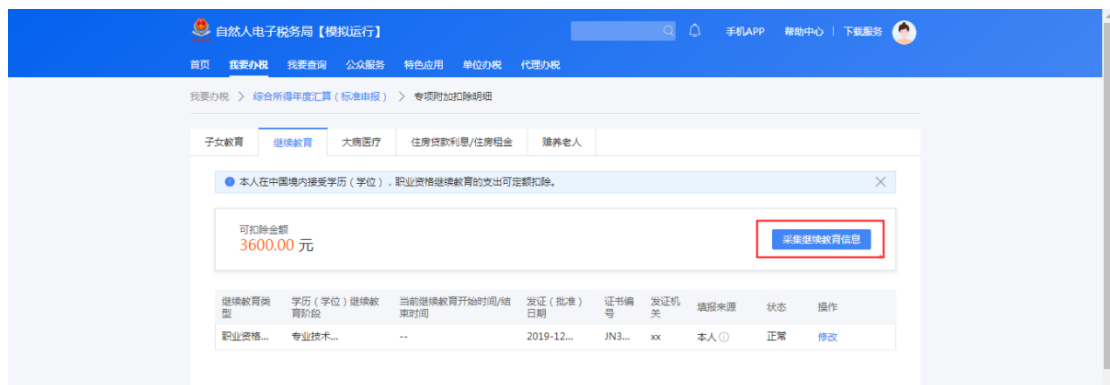 自然人电子税务局【模拟运行】
手机APP 帮助中心 | 下载服务
首页 我要办税 我要查询 公众服务 特色应用 单位办税 代理办税
我要办税 > 综合所得年度汇算（标准申报） > 专项附加扣除明细
子女教育 继续教育 大病医疗 住房贷款利息/住房租金 赡养老人
本人在中国境内接受学历（学位），职业资格继续教育的支出可定额扣除。
可扣除金额
3600.00 元
采集继续教育信息
继续教育类型 学历（学位）继续教育阶段 当前继续教育开始时间/结束时间 发证（批准）日期 证书编号 发证机关 填报来源 状态 操作
职业资格... 专业技术... -- 2019-12... JN3... xx 本人 正常 修改